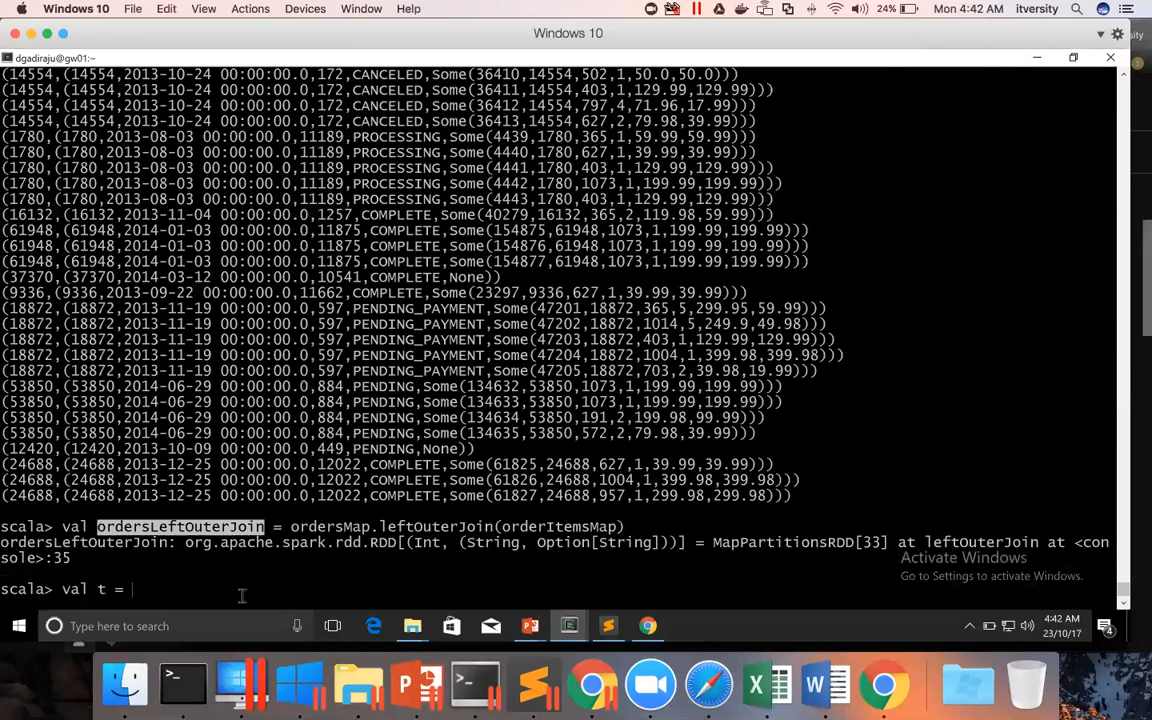 Windows 10 File Edit View Actions Devices Window Help 24% Mon 4:42 AM itversity
Windows 10
dgadiraju@gw01:~
(14554,(14554,2013-10-24 00:00:00.0,172,CANCELED,Some(36410,14554,502,1,50.0,50.0)))
(14554,(14554,2013-10-24 00:00:00.0,172,CANCELED,Some(36411,14554,403,1,129.99,129.99)))
(14554,(14554,2013-10-24 00:00:00.0,172,CANCELED,Some(36412,14554,797,4,71.96,17.99)))
(14554,(14554,2013-10-24 00:00:00.0,172,CANCELED,Some(36413,14554,627,2,79.98,39.99)))
(1780,(1780,2013-08-03 00:00:00.0,11189,PROCESSING,Some(4439,1780,365,1,59.99,59.99)))
(1780,(1780,2013-08-03 00:00:00.0,11189,PROCESSING,Some(4440,1780,627,1,39.99,39.99)))
(1780,(1780,2013-08-03 00:00:00.0,11189,PROCESSING,Some(4441,1780,403,1,129.99,129.99)))
(1780,(1780,2013-08-03 00:00:00.0,11189,PROCESSING,Some(4442,1780,1073,1,199.99,199.99)))
(1780,(1780,2013-08-03 00:00:00.0,11189,PROCESSING,Some(4443,1780,403,1,129.99,129.99)))
(16132,(16132,2013-11-04 00:00:00.0,1257,COMPLETE,Some(40279,16132,365,2,119.98,59.99)))
(61948,(61948,2014-01-03 00:00:00.0,11875,COMPLETE,Some(154875,61948,1073,1,199.99,199.99)))
(61948,(61948,2014-01-03 00:00:00.0,11875,COMPLETE,Some(154876,61948,1073,1,199.99,199.99)))
(61948,(61948,2014-01-03 00:00:00.0,11875,COMPLETE,Some(154877,61948,1073,1,199.99,199.99)))
(37370,(37370,2014-03-12 00:00:00.0,10541,COMPLETE,None))
(9336,(9336,2013-09-22 00:00:00.0,11662,COMPLETE,Some(23297,9336,627,1,39.99,39.99)))
(18872,(18872,2013-11-19 00:00:00.0,597,PENDING_PAYMENT,Some(47201,18872,365,5,299.95,59.99)))
(18872,(18872,2013-11-19 00:00:00.0,597,PENDING_PAYMENT,Some(47202,18872,1014,5,249.9,49.98)))
(18872,(18872,2013-11-19 00:00:00.0,597,PENDING_PAYMENT,Some(47203,18872,403,1,129.99,129.99)))
(18872,(18872,2013-11-19 00:00:00.0,597,PENDING_PAYMENT,Some(47204,18872,1004,1,399.98,399.98)))
(18872,(18872,2013-11-19 00:00:00.0,597,PENDING_PAYMENT,Some(47205,18872,703,2,39.98,19.99)))
(53850,(53850,2014-06-29 00:00:00.0,884,PENDING,Some(134632,53850,1073,1,199.99,199.99)))
(53850,(53850,2014-06-29 00:00:00.0,884,PENDING,Some(134633,53850,1073,1,199.99,199.99)))
(53850,(53850,2014-06-29 00:00:00.0,884,PENDING,Some(134634,53850,191,2,199.98,99.99)))
(53850,(53850,2014-06-29 00:00:00.0,884,PENDING,Some(134635,53850,572,2,79.98,39.99)))
(12420,(12420,2013-10-09 00:00:00.0,449,PENDING,None))
(24688,(24688,2013-12-25 00:00:00.0,12022,COMPLETE,Some(61825,24688,627,1,39.99,39.99)))
(24688,(24688,2013-12-25 00:00:00.0,12022,COMPLETE,Some(61826,24688,1004,1,399.98,399.98)))
(24688,(24688,2013-12-25 00:00:00.0,12022,COMPLETE,Some(61827,24688,957,1,299.98,299.98)))
scala> val ordersLeftOuterJoin = ordersMap.leftOuterJoin(orderItemsMap)
ordersLeftOuterJoin: org.apache.spark.rdd.RDD[(Int, (String, Option[String]))] = MapPartitionsRDD[33] at leftOuterJoin at <con
sole>:35
Activate Windows
Go to Settings to activate Windows.
scala> val t =
Type here to search
4:42 AM
23/10/17
4